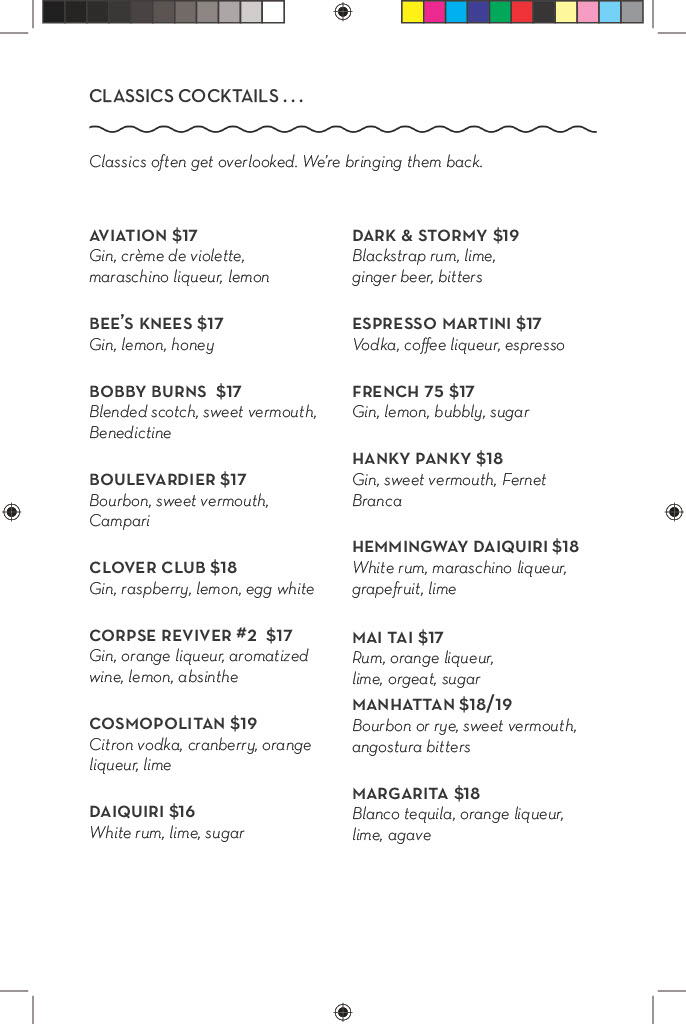 CLASSICS COCKTAILS . . .
Classics often get overlooked. We're bringing them back.
AVIATION $17
Gin, crème de violette,
maraschino liqueur, lemon
BEE'S KNEES $17
Gin, lemon, honey
BOBBY BURNS  $17
Blended scotch, sweet vermouth,
Benedictine
BOULEVARDIER $17
Bourbon, sweet vermouth,
Campari
CLOVER CLUB $18
Gin, raspberry, lemon, egg white
CORPSE REVIVER #2  $17
Gin, orange liqueur, aromatized
wine, lemon, absinthe
COSMOPOLITAN $19
Citron vodka, cranberry, orange
liqueur, lime
DAIQUIRI $16
White rum, lime, sugar
DARK & STORMY $19
Blackstrap rum, lime,
ginger beer, bitters
ESPRESSO MARTINI $17
Vodka, coffee liqueur, espresso
FRENCH 75 $17
Gin, lemon, bubbly, sugar
HANKY PANKY $18
Gin, sweet vermouth, Fernet
Branca
HEMMINGWAY DAIQUIRI $18
White rum, maraschino liqueur,
grapefruit, lime
MAI TAI $17
Rum, orange liqueur,
lime, orgeat, sugar
MANHATTAN $18/19
Bourbon or rye, sweet vermouth,
angostura bitters
MARGARITA $18
Blanco tequila, orange liqueur,
lime, agave